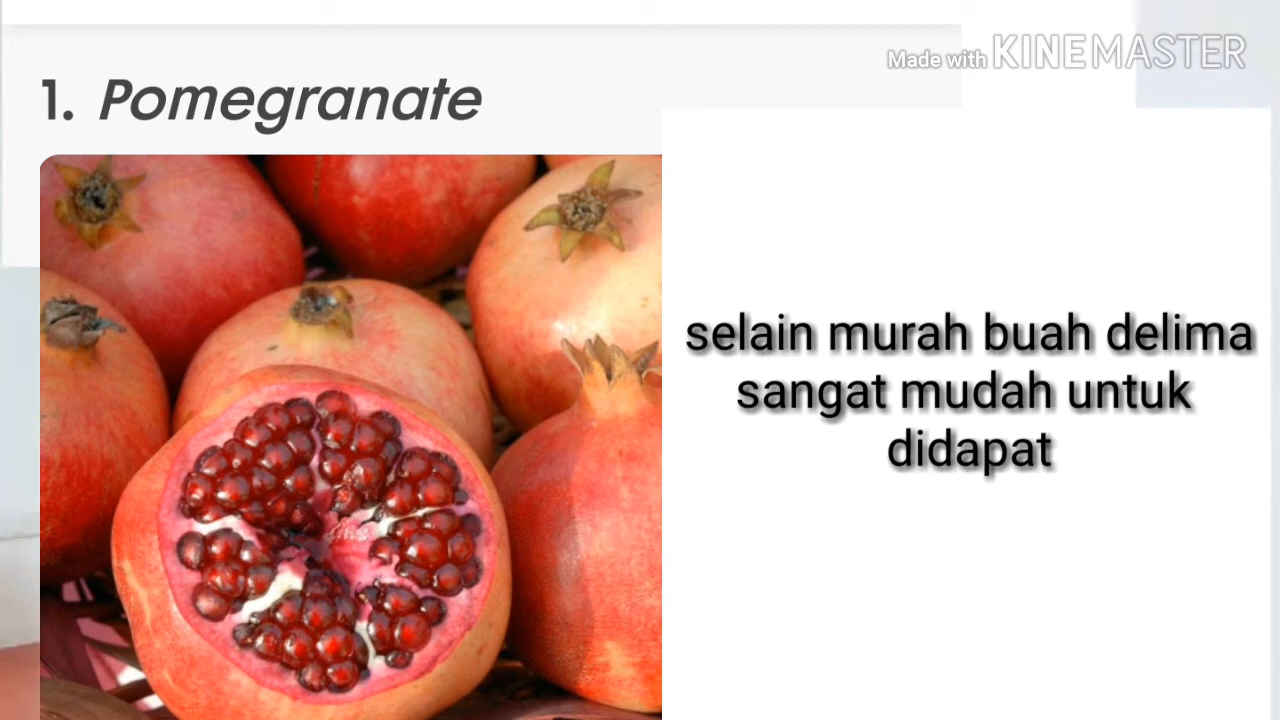 Made with KINEMASTER
1. Pomegranate
selain murah buah delima
sangat mudah untuk
didapat